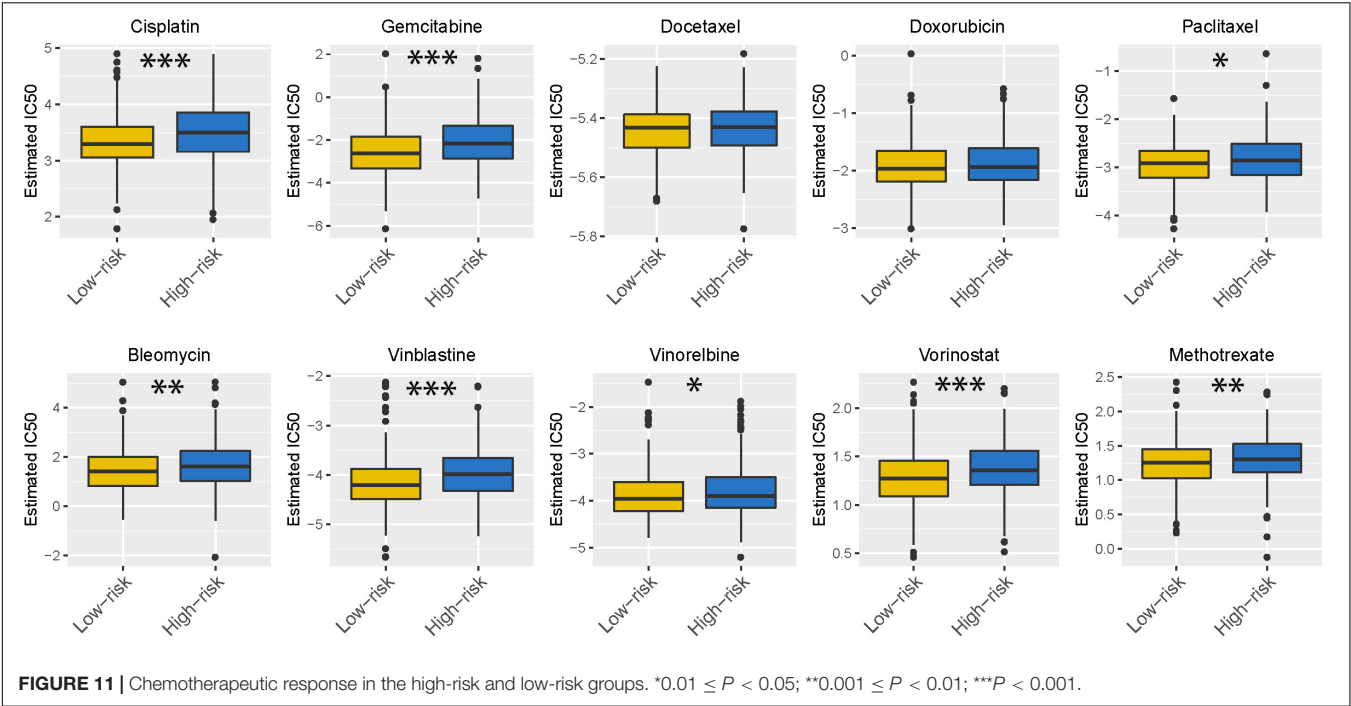 Cisplatin
Gemcitabine
Docetaxel
Doxorubicin
Paclitaxel
Estimated IC50
5
4
3
2
***
Low−risk
High−risk
Estimated IC50
2
0
−2
−4
−6
***
Low−risk
High−risk
Estimated IC50
−5.2
−5.4
−5.6
−5.8
Low−risk
High−risk
Estimated IC50
0
−1
−2
−3
Low−risk
High−risk
Estimated IC50
−1
−2
−3
−4
*
Low−risk
High−risk
Bleomycin
Vinblastine
Vinorelbine
Vorinostat
Methotrexate
Estimated IC50
4
2
0
−2
**
Low−risk
High−risk
Estimated IC50
−2
−3
−4
−5
***
Low−risk
High−risk
Estimated IC50
−2
−3
−4
−5
*
Low−risk
High−risk
Estimated IC50
2.0
1.5
1.0
0.5
***
Low−risk
High−risk
Estimated IC50
2.5
2.0
1.5
1.0
0.5
0.0
**
Low−risk
High−risk
FIGURE 11 | Chemotherapeutic response in the high-risk and low-risk groups. *0.01 ≤ P < 0.05; **0.001 ≤ P < 0.01; ***P < 0.001.